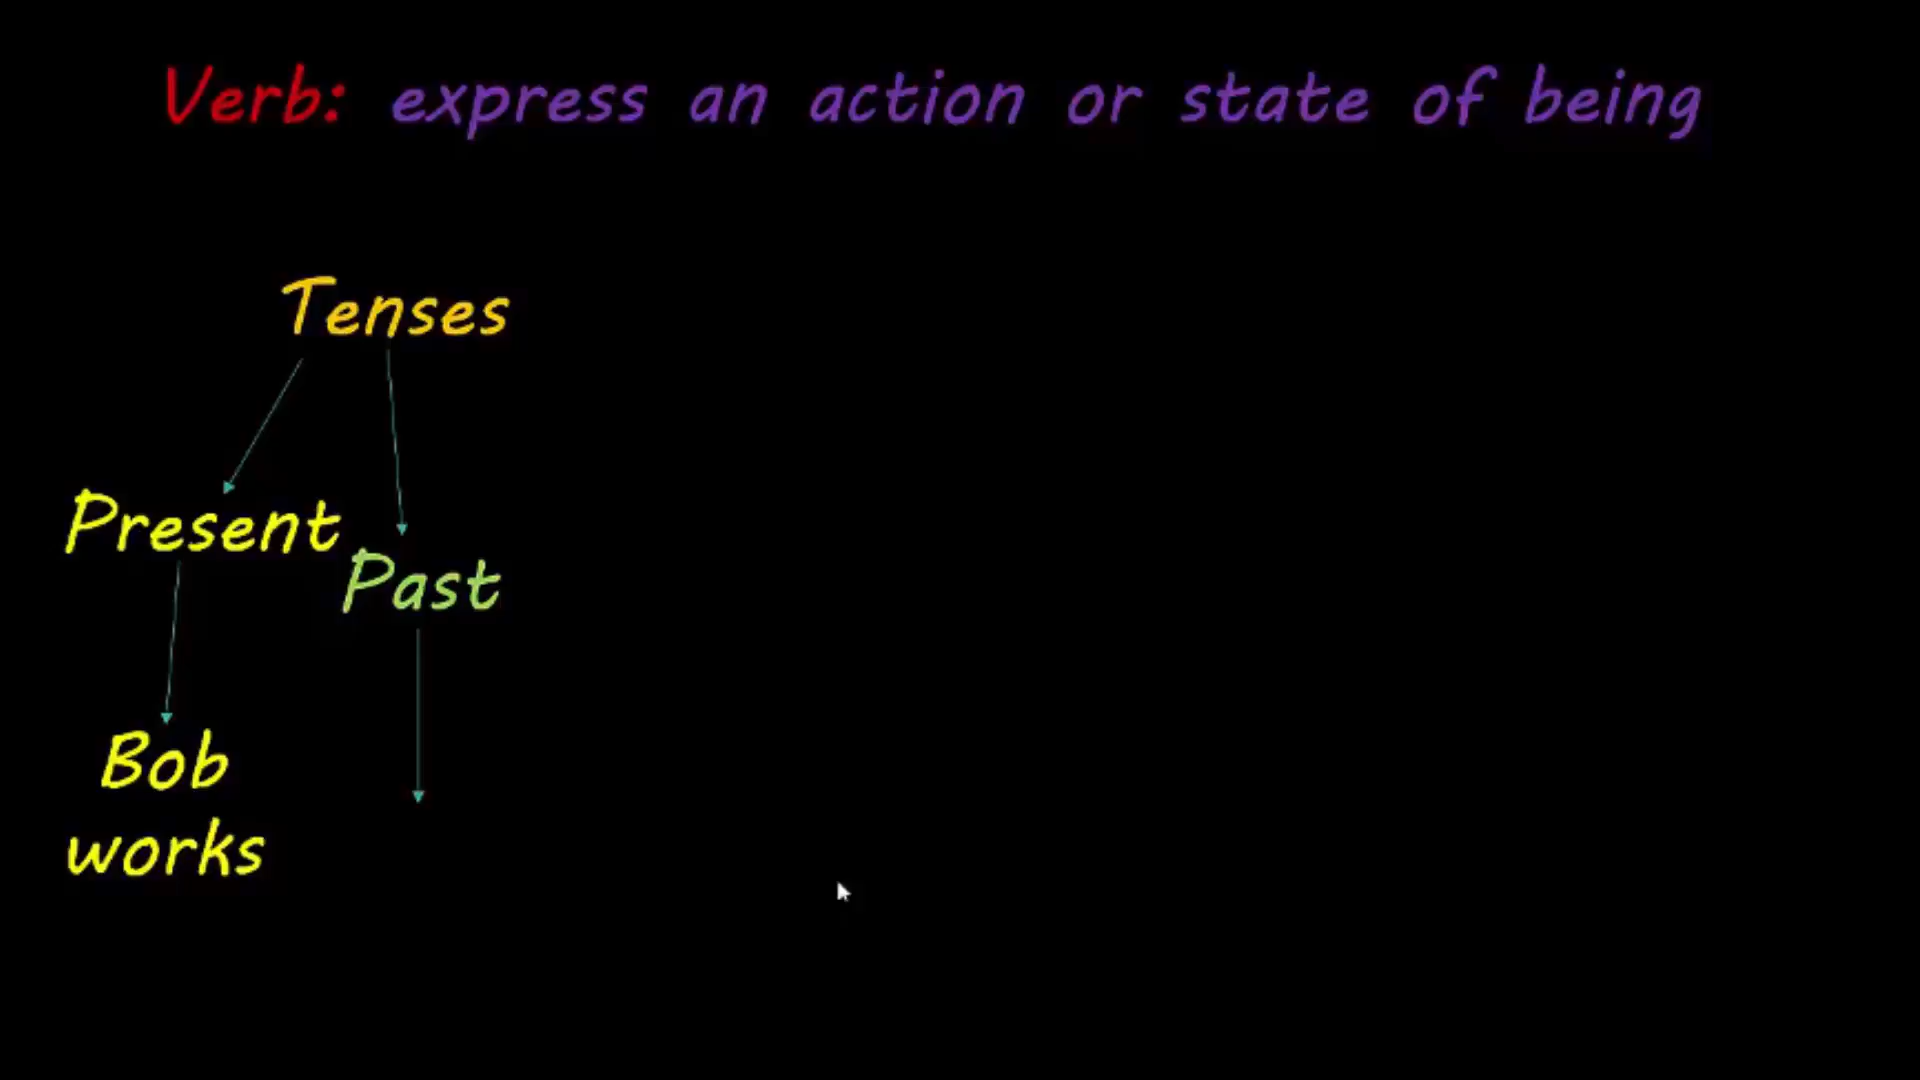 Verb: express an action or state of being
Tenses
Present
Past
Bob
works